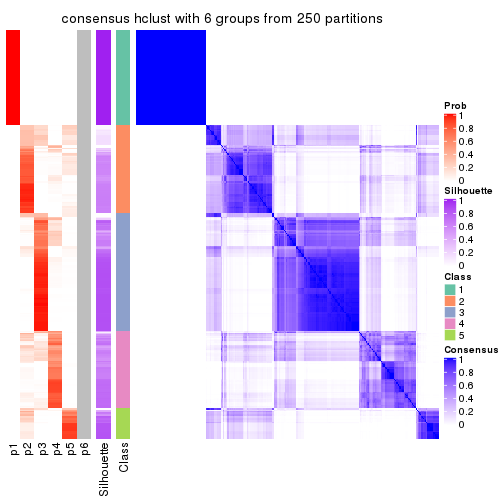 consensus hclust with 6 groups from 250 partitions
Prob
1
0.8
0.6
0.4
0.2
0
Silhouette
1
0.8
0.6
0.4
0.2
0
Class
1
2
3
4
5
Consensus
1
0.8
0.6
0.4
0.2
0
p1
p2
p3
p4
p5
p6
Silhouette
Class